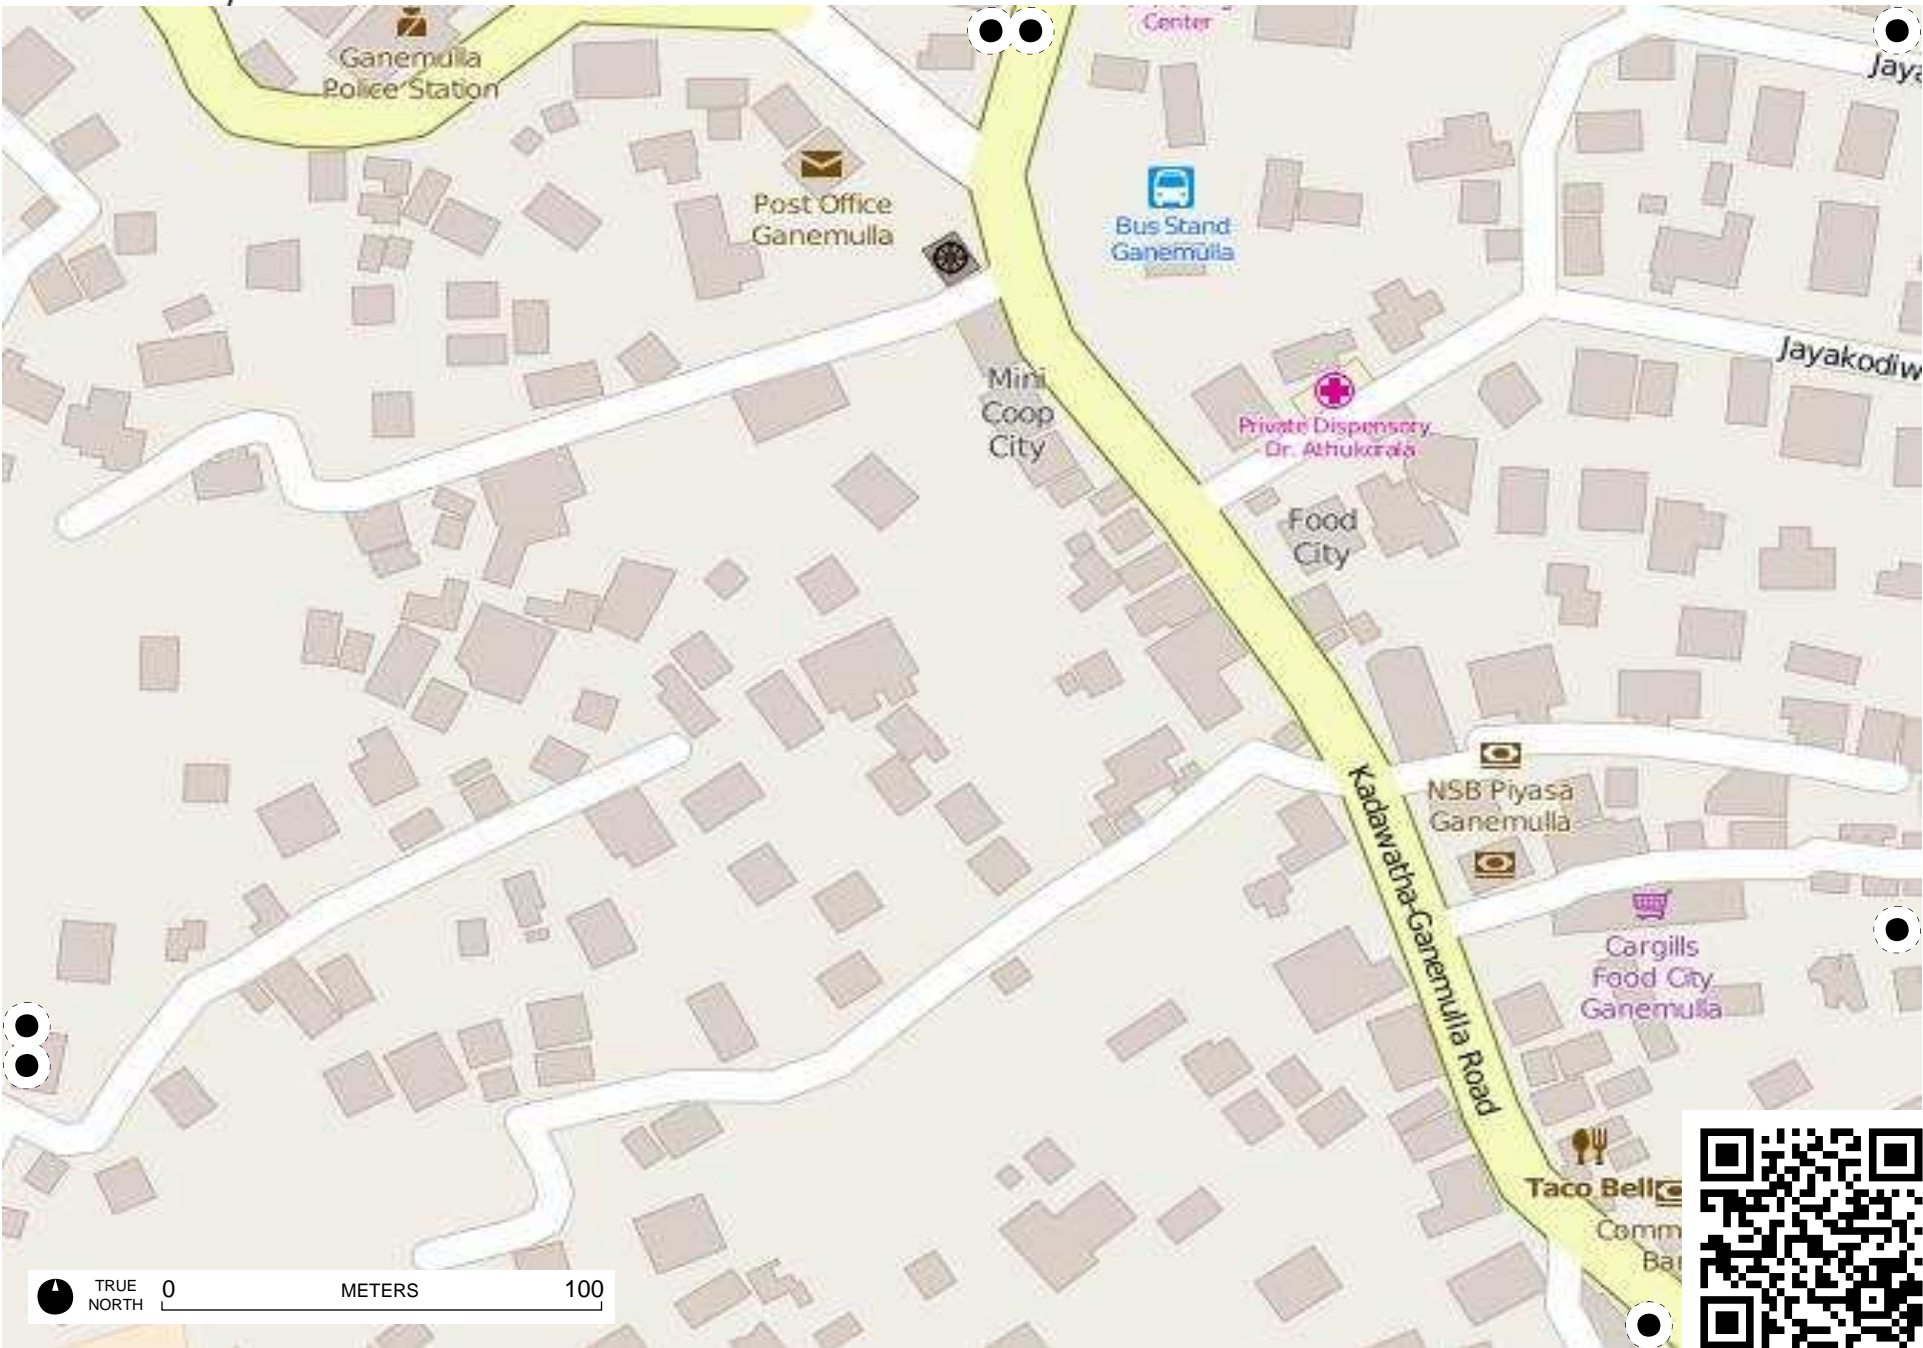 Ganemulla
Police Station
Center
Jaya
Post Office
Ganemulla
Bus Stand
Ganemulla
Jayakodiw
Mini
Coop
City
Private Dispensory
Dr. Athukorala
Food
City
NSB Piyasa
Ganemulla
Kadawatha-Ganemulla Road
Cargills
Food City
Ganemulla
Taco Bell
Comm
Ba
TRUE
NORTH
0
METERS
100